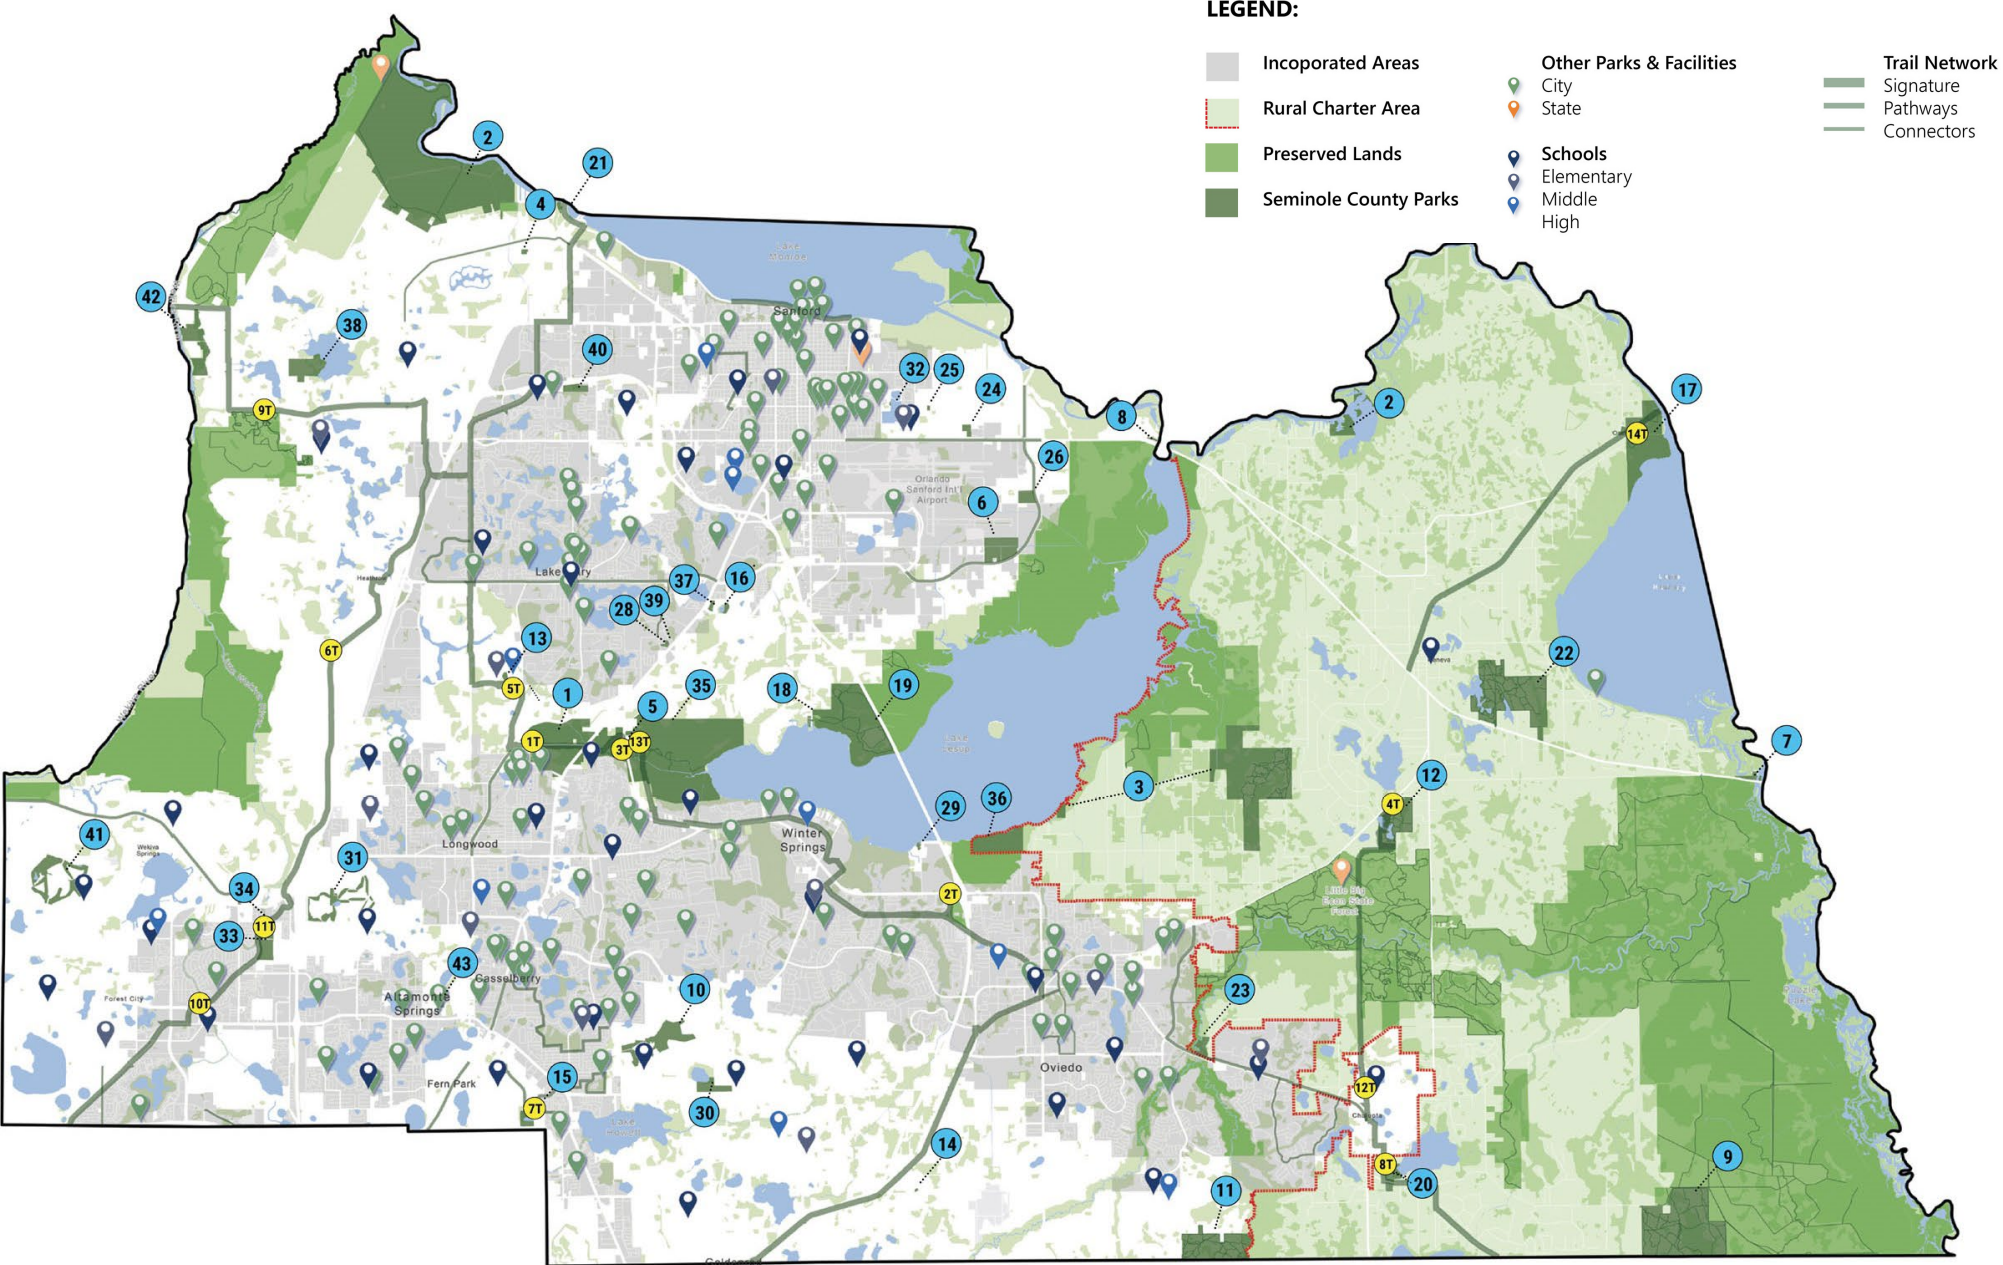 LEGEND:
Incoporated Areas
Rural Charter Area
Preserved Lands
Seminole County Parks
Other Parks & Facilities
City
State
Schools
Elementary
Middle
High
Trail Network
Signature
Pathways
Connectors
2
21
4
Lake
Monroe
42
38
Sanford
40
32
25
24
8
2
17
9T
14T
26
Orlando
Sanford Int'l
Airport
6
Lake Mary
37
16
Heathrow
39
28
13
6T
22
Geneva
5T
1
35
18
19
5
1T
13T
3T
Lake
Jesup
7
3
12
29
36
4T
41
Winter
Springs
Longwood
Wekiva
Springs
31
34
2T
Little Big
Econ State
Forest
11T
33
43
Casselberry
10
23
Forest City
10T
Altamonte
Springs
Oviedo
15
Fern Park
12T
7T
30
Chuluota
Lake
Howell
14
9
8T
11
20